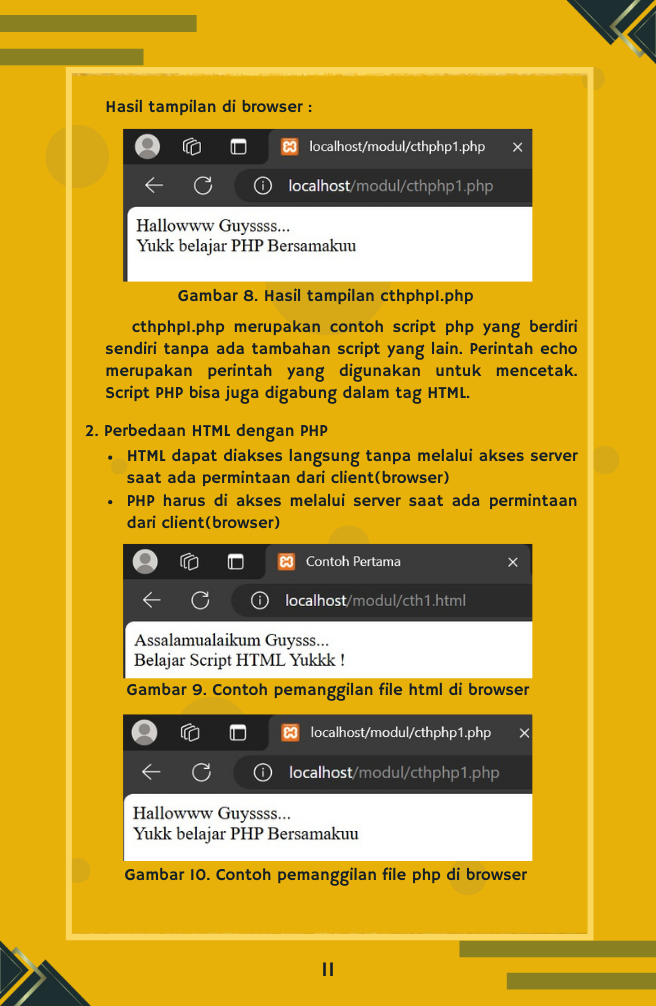 Hasil tampilan di browser :
localhost/modul/cthphp1.php
localhost/modul/cthphp1.php
Hallowww Guyssss...
Yukk belajar PHP Bersamakuu
Gambar 8. Hasil tampilan cthphp1.php
cthphp1.php merupakan contoh script php yang berdiri
sendiri tanpa ada tambahan script yang lain. Perintah echo
merupakan perintah yang digunakan untuk mencetak.
Script PHP bisa juga digabung dalam tag HTML.
2. Perbedaan HTML dengan PHP
• HTML dapat diakses langsung tanpa melalui akses server
saat ada permintaan dari client(browser)
• PHP harus di akses melalui server saat ada permintaan
dari client(browser)
Contoh Pertama
localhost/modul/cth1.html
Assalamualaikum Guysss...
Belajar Script HTML Yukkk !
Gambar 9. Contoh pemanggilan file html di browser
localhost/modul/cthphp1.php
localhost/modul/cthphp1.php
Hallowww Guyssss...
Yukk belajar PHP Bersamakuu
Gambar 10. Contoh pemanggilan file php di browser
11